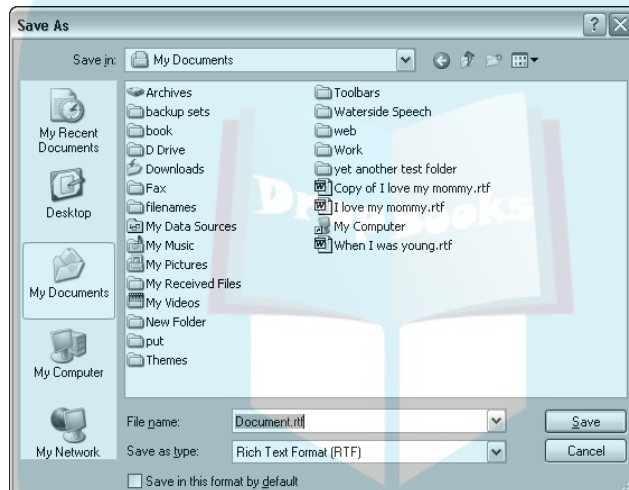 Save As
Save in:
My Documents
My Recent Documents
Desktop
My Documents
My Computer
My Network
Archives
backup sets
book
D Drive
Downloads
Fax
filenames
My Data Sources
My Music
My Pictures
My Received Files
My Videos
New Folder
put
Themes
Toolbars
Waterside Speech
web
Work
yet another test folder
Copy of I love my mommy.rtf
I love my mommy.rtf
My Computer
When I was young.rtf
File name:
Document.rtf
Save
Save as type:
Rich Text Format (RTF)
Cancel
Save in this format by default